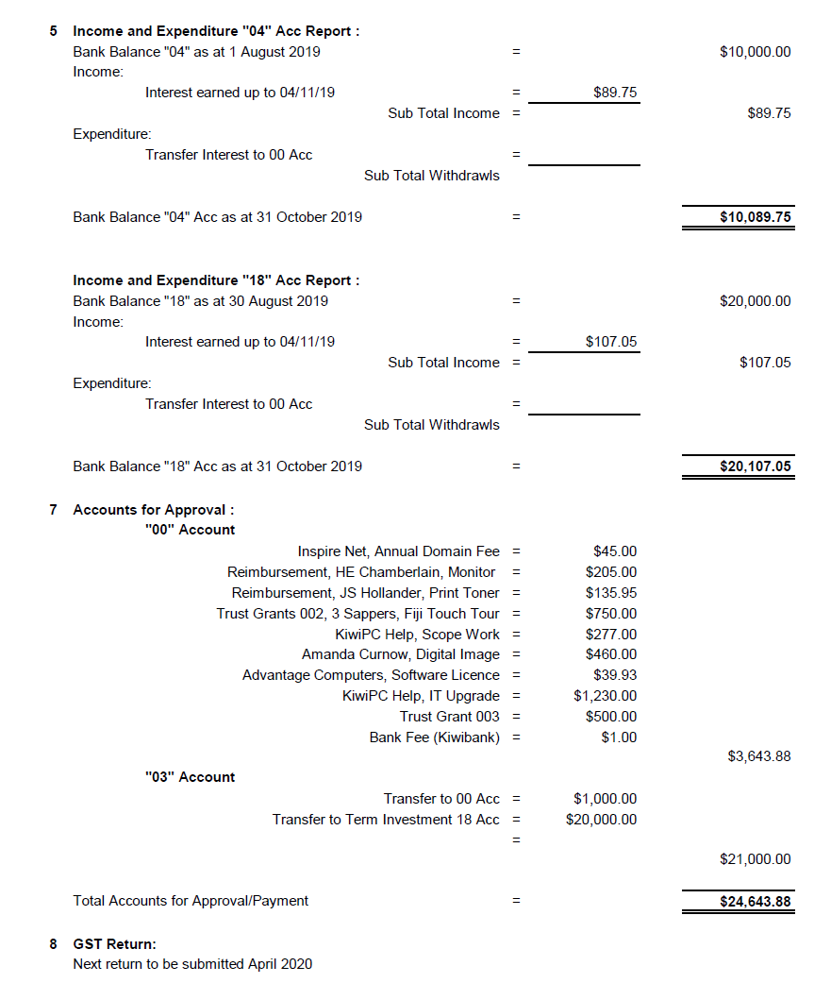 5 Income and Expenditure "04" Acc Report :
Bank Balance "04" as at 1 August 2019 = $10,000.00
Income:
Interest earned up to 04/11/19 = $89.75
Sub Total Income = $89.75
Expenditure:
Transfer Interest to 00 Acc =
Sub Total Withdrawls
Bank Balance "04" Acc as at 31 October 2019 = $10,089.75
Income and Expenditure "18" Acc Report :
Bank Balance "18" as at 30 August 2019 = $20,000.00
Income:
Interest earned up to 04/11/19 = $107.05
Sub Total Income = $107.05
Expenditure:
Transfer Interest to 00 Acc =
Sub Total Withdrawls
Bank Balance "18" Acc as at 31 October 2019 = $20,107.05
7 Accounts for Approval :
"00" Account
Inspire Net, Annual Domain Fee = $45.00
Reimbursement, HE Chamberlain, Monitor = $205.00
Reimbursement, JS Hollander, Print Toner = $135.95
Trust Grants 002, 3 Sappers, Fiji Touch Tour = $750.00
KiwiPC Help, Scope Work = $277.00
Amanda Curnow, Digital Image = $460.00
Advantage Computers, Software Licence = $39.93
KiwiPC Help, IT Upgrade = $1,230.00
Trust Grant 003 = $500.00
Bank Fee (Kiwibank) = $1.00
$3,643.88
"03" Account
Transfer to 00 Acc = $1,000.00
Transfer to Term Investment 18 Acc = $20,000.00
=
$21,000.00
Total Accounts for Approval/Payment = $24,643.88
8 GST Return:
Next return to be submitted April 2020